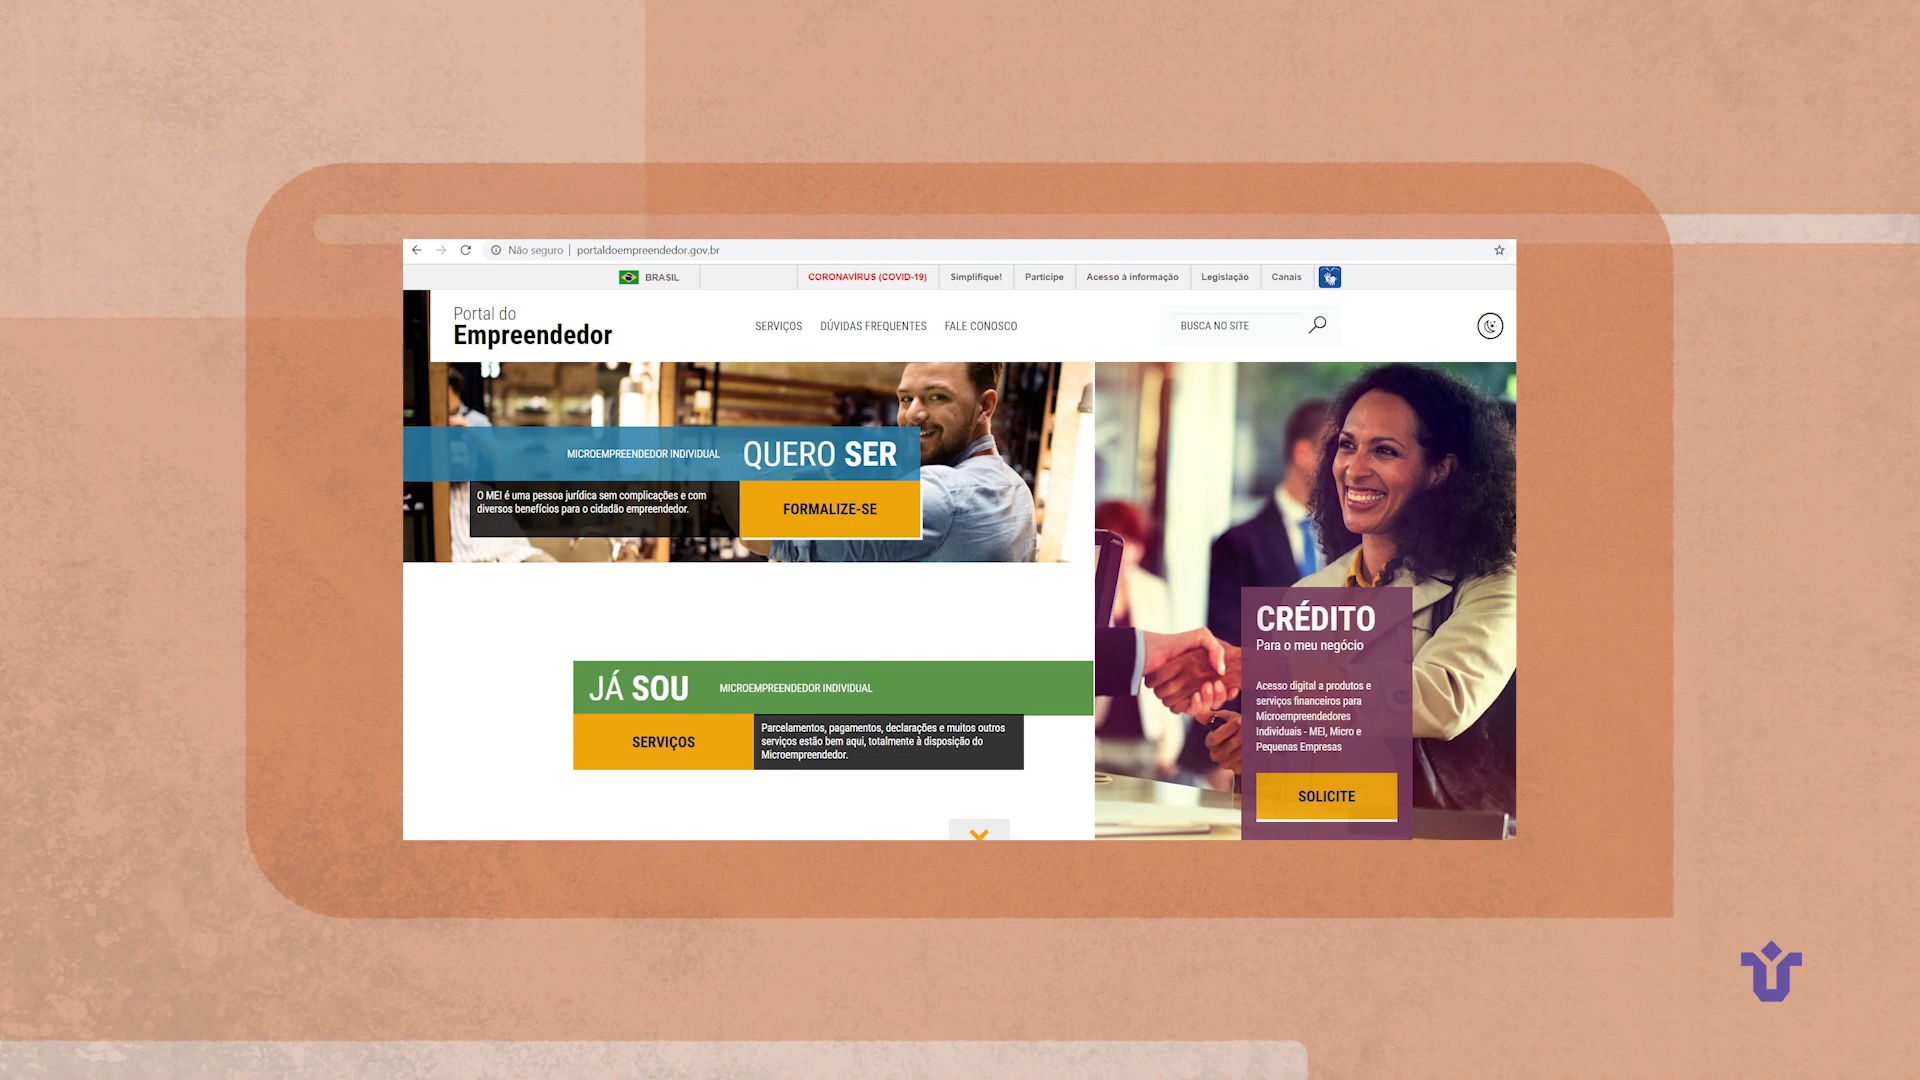 Não seguro | portaldoempreendedor.gov.br
BRASIL
CORONAVÍRUS (COVID-19)
Simplifique!
Participe
Acesso à informação
Legislação
Canais
Portal do
Empreendedor
SERVIÇOS
DÚVIDAS FREQUENTES
FALE CONOSCO
BUSCA NO SITE
MICROEMPREENDEDOR INDIVIDUAL
QUERO SER
O MEI é uma pessoa jurídica sem complicações e com
diversos benefícios para o cidadão empreendedor.
FORMALIZE-SE
JÁ SOU
MICROEMPREENDEDOR INDIVIDUAL
SERVIÇOS
Parcelamentos, pagamentos, declarações e muitos outros
serviços estão bem aqui, totalmente à disposição do
Microempreendedor.
CRÉDITO
Para o meu negócio
Acesso digital a produtos e
serviços financeiros para
Microempreendedores
Individuais - MEI, Micro e
Pequenas Empresas
SOLICITE